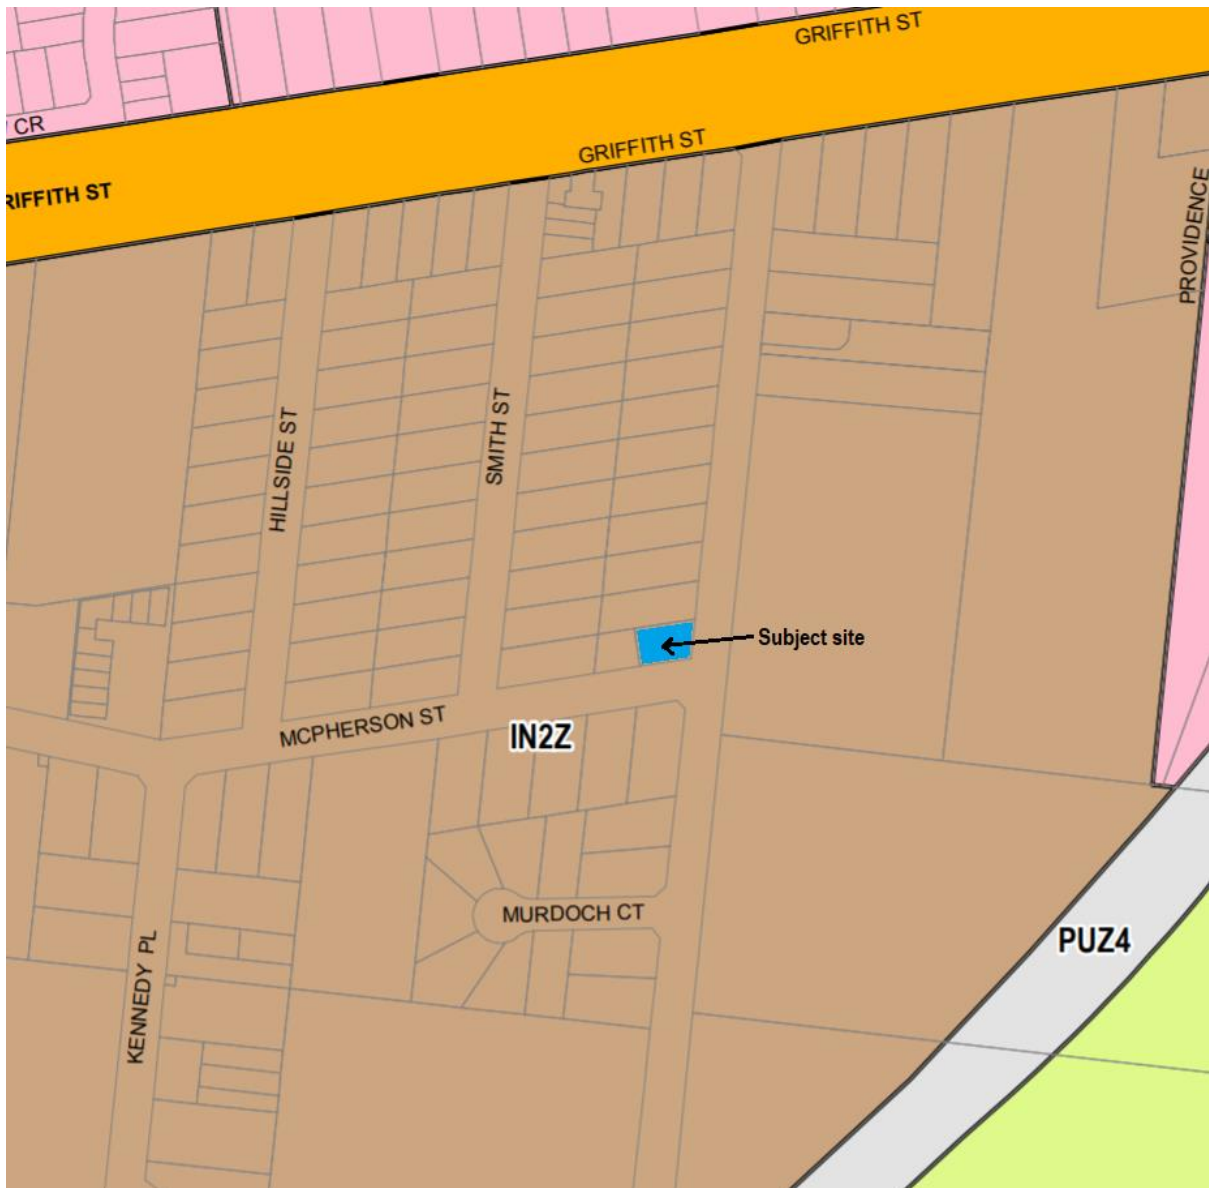 GRIFFITH ST
CR
GRIFFITH ST
RIFFITH ST
PROVIDENCE
HILLSIDE ST
SMITH ST
Subject site
MCPHERSON ST
IN2Z
MURDOCH CT
PUZ4
KENNEDY PL